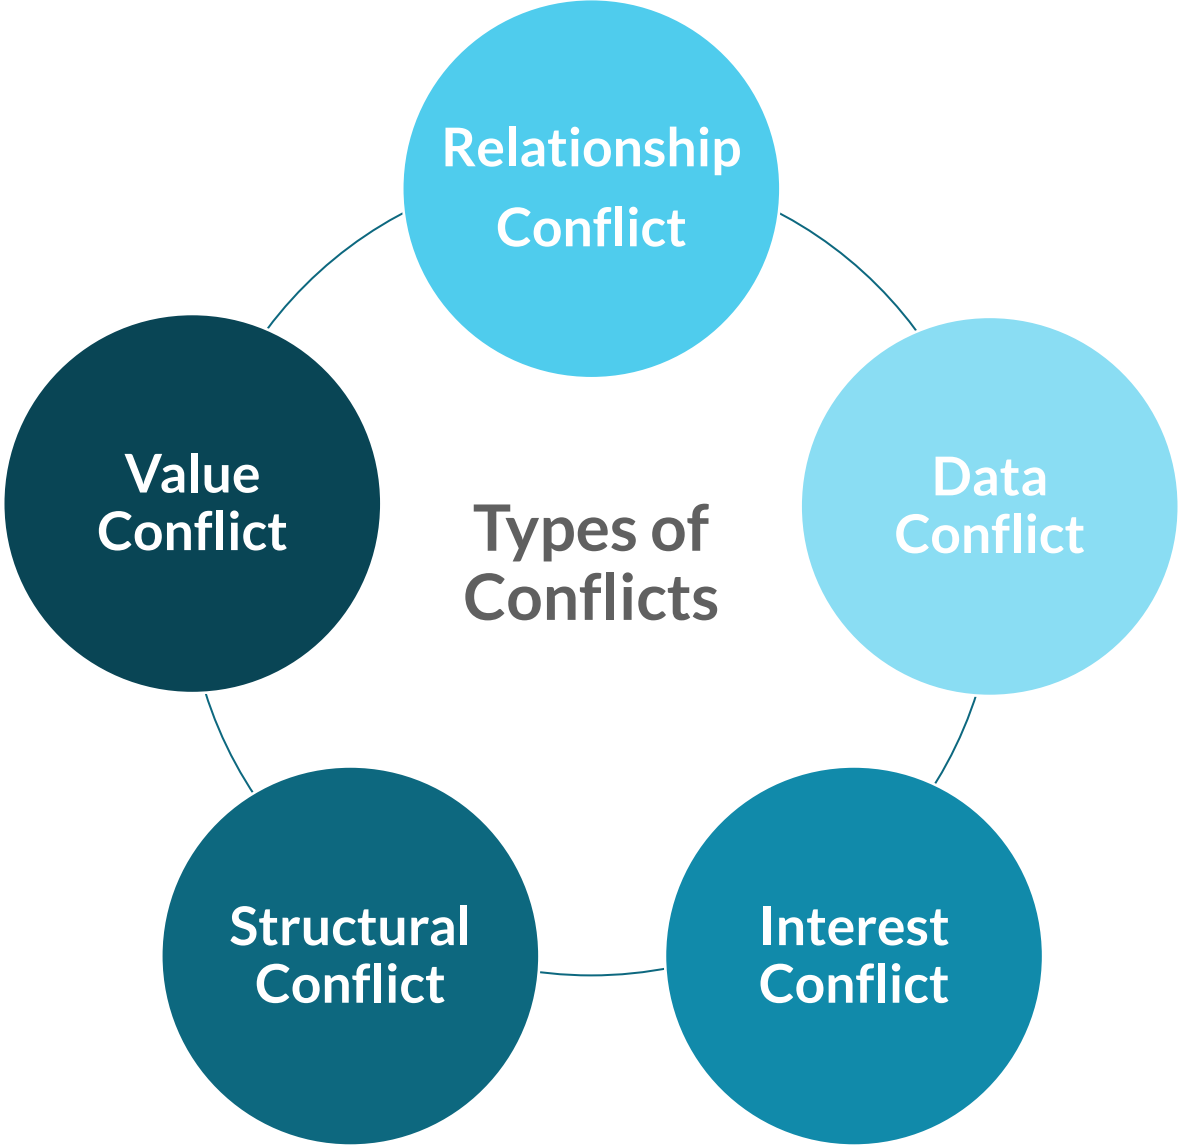 Relationship
Conflict
Value
Conflict
Data
Conflict
Types of
Conflicts
Structural
Conflict
Interest
Conflict